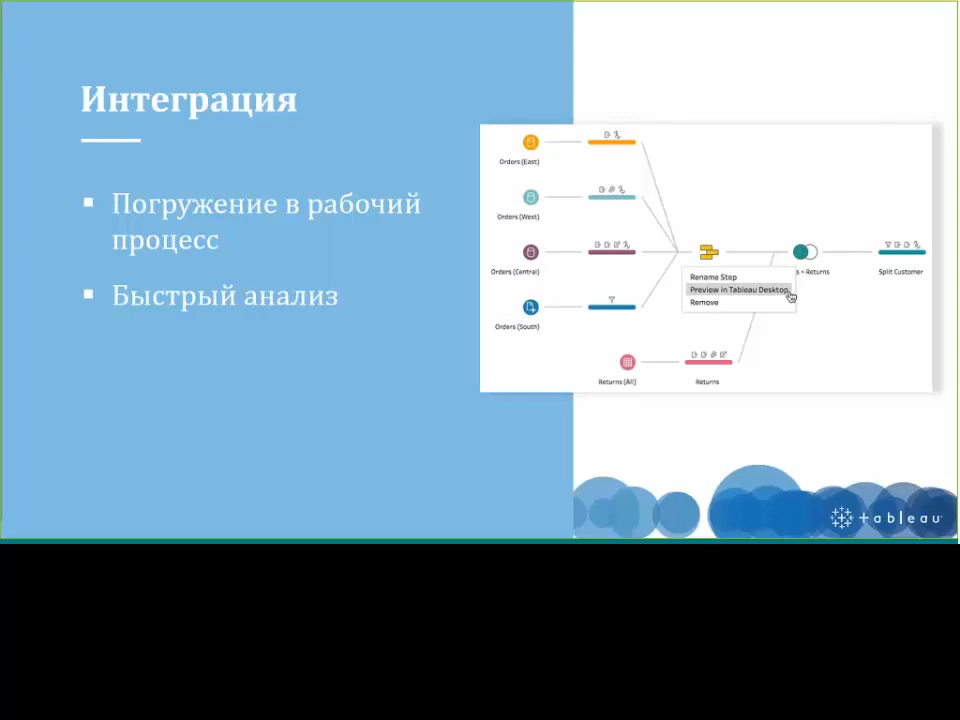 Интеграция
Погружение в рабочий
процесс
Быстрый анализ
Orders (East)
Orders (West)
Orders (Central)
Orders (South)
Returns (All)
Returns
Rename Step
Preview in Tableau Desktop
Remove
s + Returns
Split Customer
+ableau